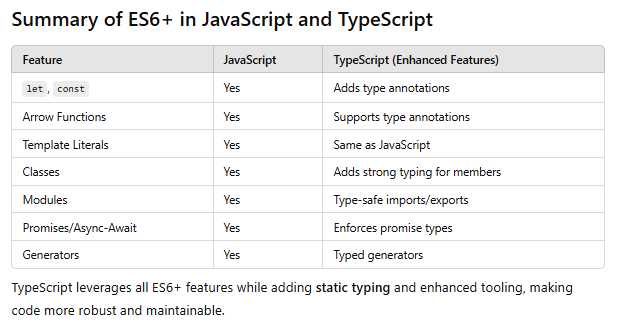 Summary of ES6+ in JavaScript and TypeScript
Feature JavaScript TypeScript (Enhanced Features)
let, const Yes Adds type annotations
Arrow Functions Yes Supports type annotations
Template Literals Yes Same as JavaScript
Classes Yes Adds strong typing for members
Modules Yes Type-safe imports/exports
Promises/Async-Await Yes Enforces promise types
Generators Yes Typed generators
TypeScript leverages all ES6+ features while adding static typing and enhanced tooling, making
code more robust and maintainable.